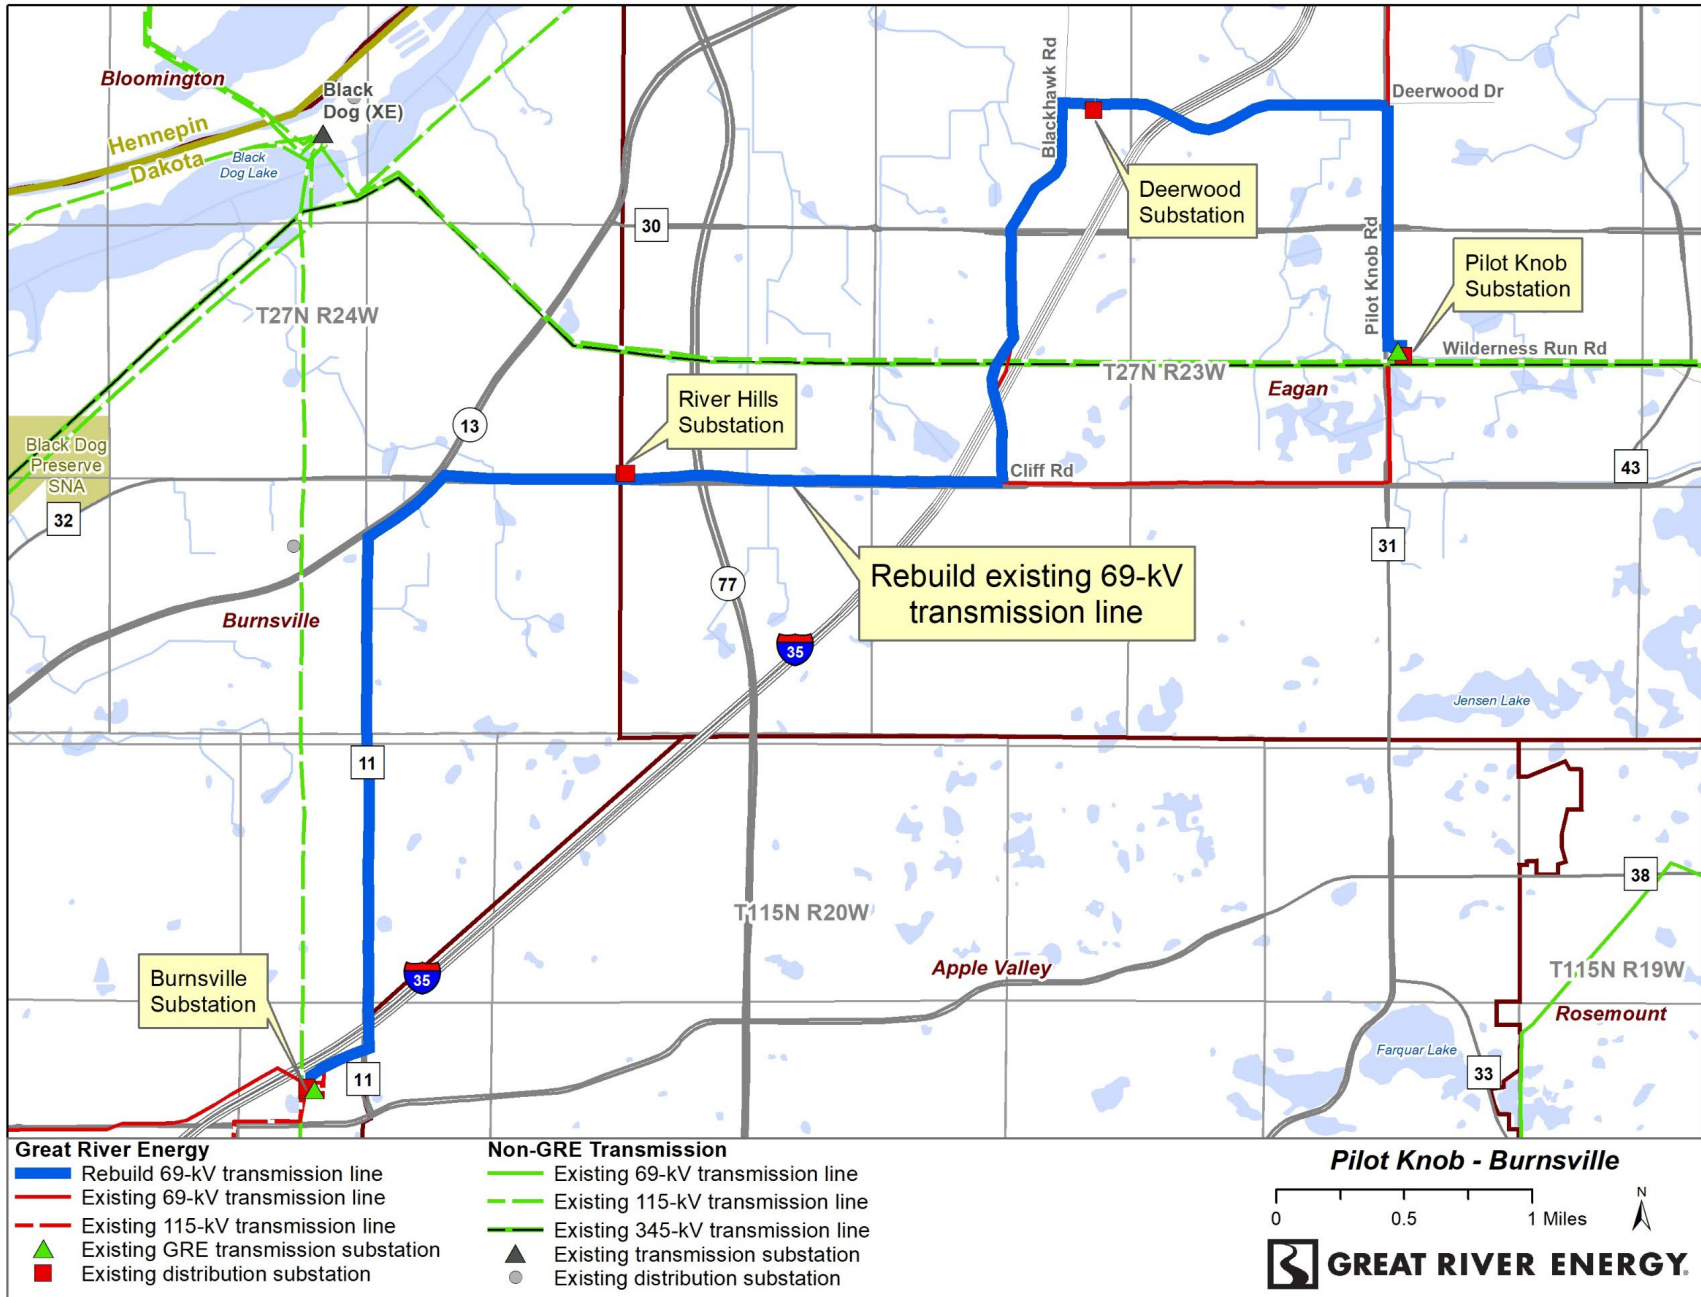 Bloomington
Black
Dog (XE)
Hennepin
Dakota
Black
Dog Lake
Blackhawk Rd
Deerwood Dr
Deerwood
Substation
30
Pilot Knob Rd
Pilot Knob
Substation
T27N R24W
Wilderness Run Rd
T27N R23W
Eagan
River Hills
Substation
13
Black Dog
Preserve
SNA
Cliff Rd
43
32
31
Rebuild existing 69-kV
transmission line
77
Burnsville
35
Jensen Lake
11
38
T115N R20W
Burnsville
Substation
35
Apple Valley
T115N R19W
Rosemount
Farquar Lake
11
33
Great River Energy
Rebuild 69-kV transmission line
Existing 69-kV transmission line
Existing 115-kV transmission line
Existing GRE transmission substation
Existing distribution substation
Non-GRE Transmission
Existing 69-kV transmission line
Existing 115-kV transmission line
Existing 345-kV transmission line
Existing transmission substation
Existing distribution substation
Pilot Knob - Burnsville
0 0.5 1 Miles
N
GREAT RIVER ENERGY®